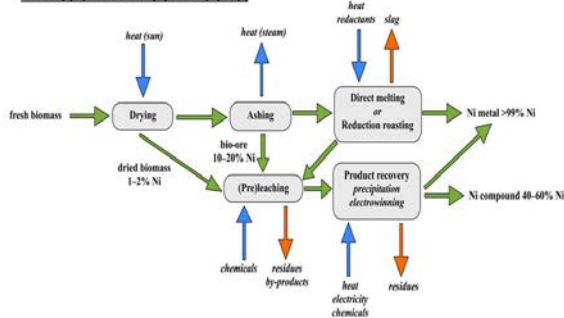 heat (sun)
heat (steam)
heat
reductants
slag
fresh biomass
Drying
Ashing
Direct melting
or
Reduction roasting
Ni metal >99% Ni
bio-ore
10–20% Ni
dried biomass
1–2% Ni
(Pre)leaching
Product recovery
precipitation
electrowinning
Ni compound 40–60% Ni
chemicals
residues
by-products
heat
electricity
chemicals
residues